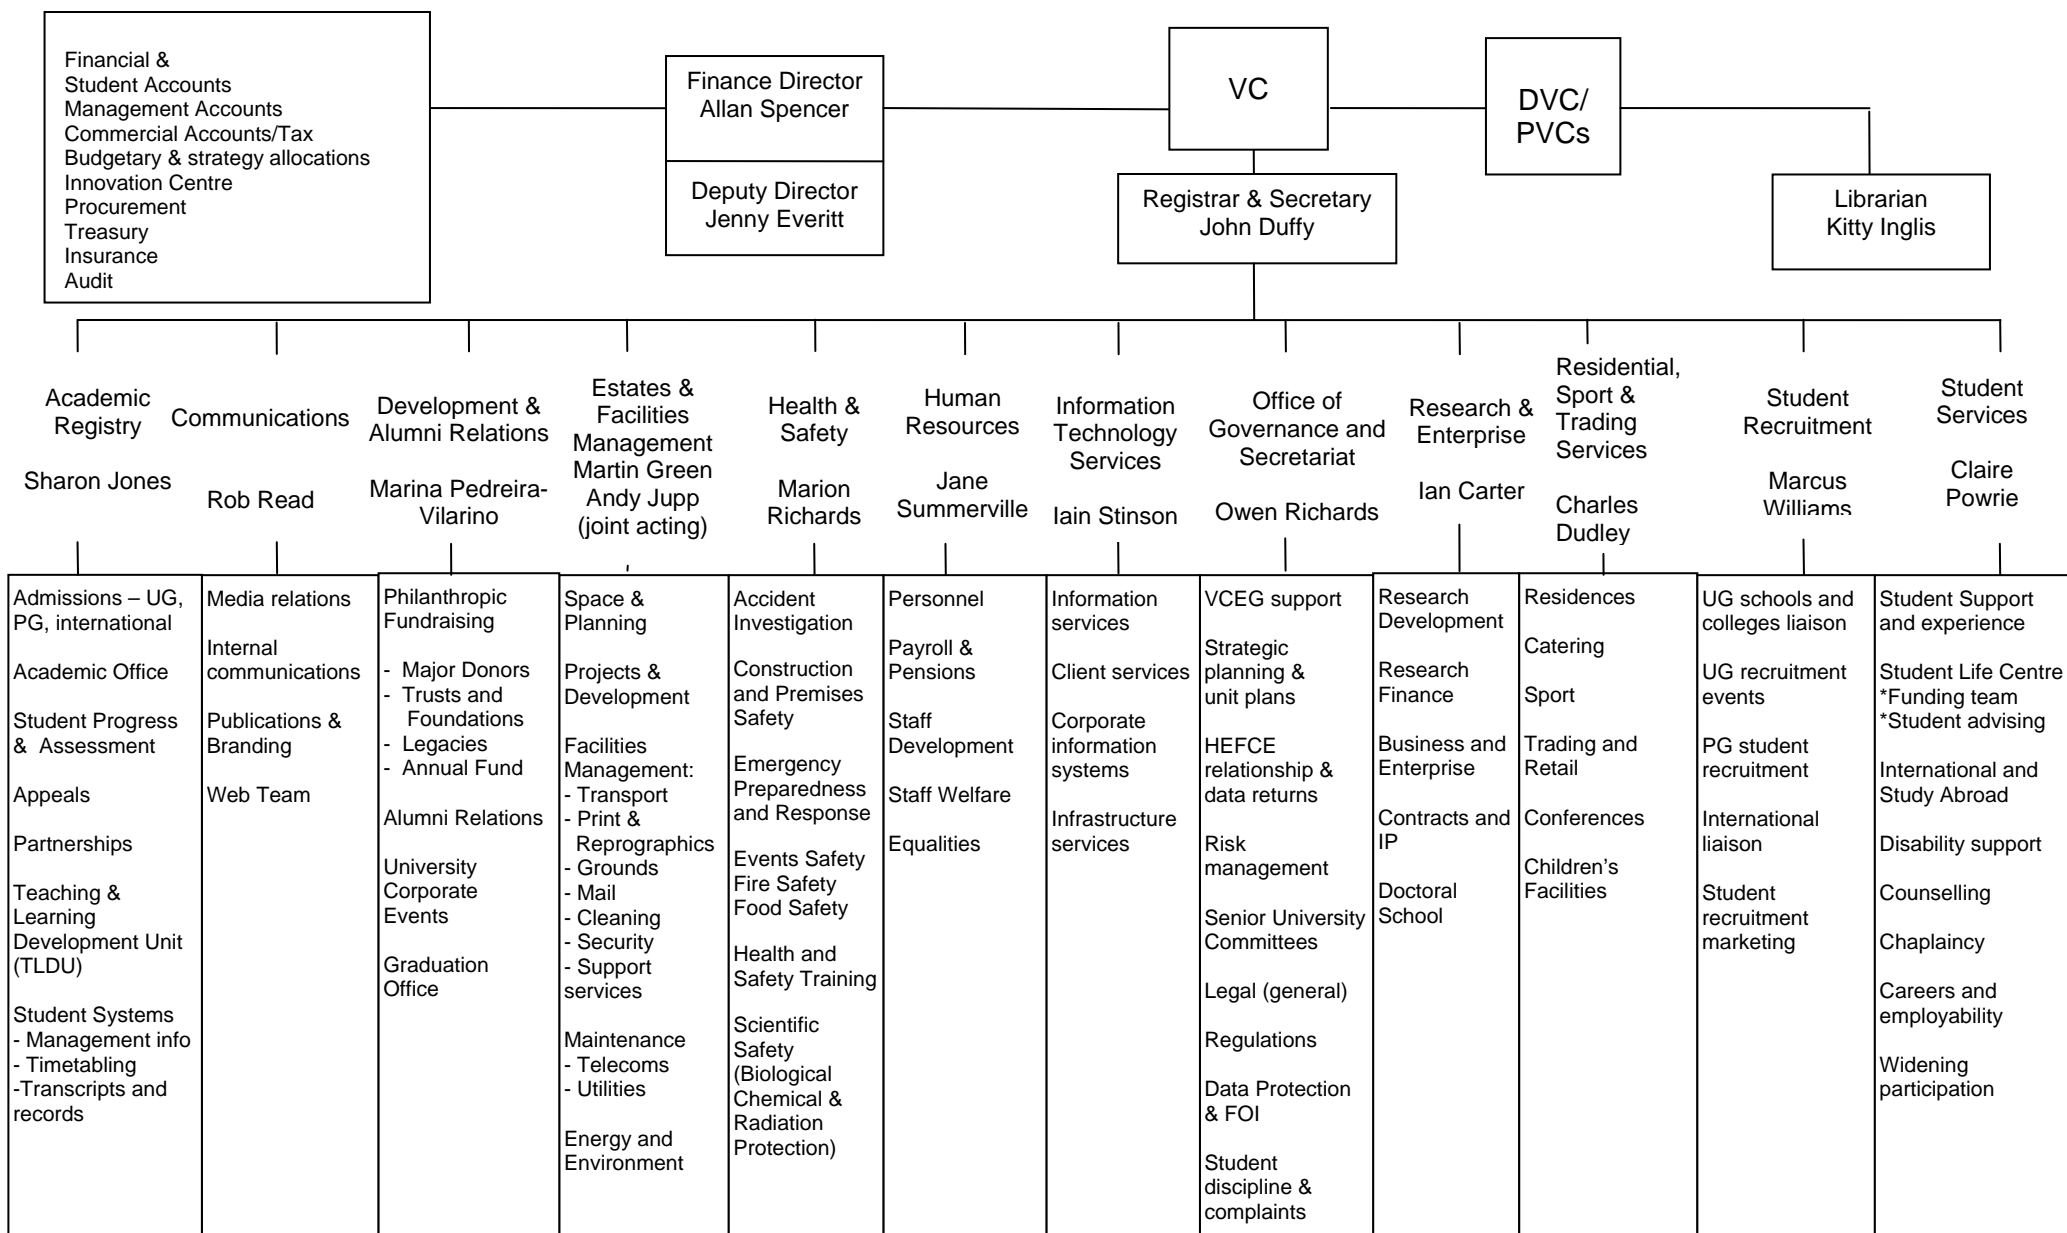 Financial &
Student Accounts
Management Accounts
Commercial Accounts/Tax
Budgetary & strategy allocations
Innovation Centre
Procurement
Treasury
Insurance
Audit
Finance Director
Allan Spencer
Deputy Director
Jenny Everitt
VC
DVC/
PVCs
Registrar & Secretary
John Duffy
Librarian
Kitty Inglis
Academic
Registry
Sharon Jones
Communications
Rob Read
Development &
Alumni Relations
Marina Pedreira-
Vilarino
Estates &
Facilities
Management
Martin Green
Andy Jupp
(joint acting)
Health &
Safety
Marion
Richards
Human
Resources
Jane
Summerville
Information
Technology
Services
Iain Stinson
Office of
Governance and
Secretariat
Owen Richards
Research &
Enterprise
Ian Carter
Residential,
Sport &
Trading
Services
Charles
Dudley
Student
Recruitment
Marcus
Williams
Student
Services
Claire
Powrie
Admissions – UG,
PG, international
Academic Office
Student Progress
&  Assessment
Appeals
Partnerships
Teaching &
Learning
Development Unit
(TLDU)
Student Systems
- Management info
- Timetabling
-Transcripts and
records
Media relations
Internal
communications
Publications &
Branding
Web Team
Philanthropic
Fundraising
- Major Donors
- Trusts and
Foundations
- Legacies
- Annual Fund
Alumni Relations
University
Corporate
Events
Graduation
Office
Space &
Planning
Projects &
Development
Facilities
Management:
- Transport
- Print &
Reprographics
- Grounds
- Mail
- Cleaning
- Security
- Support
services
Maintenance
- Telecoms
- Utilities
Energy and
Environment
Accident
Investigation
Construction
and Premises
Safety
Emergency
Preparedness
and Response
Events Safety
Fire Safety
Food Safety
Health and
Safety Training
Scientific
Safety
(Biological
Chemical &
Radiation
Protection)
Personnel
Payroll &
Pensions
Staff
Development
Staff Welfare
Equalities
Information
services
Client services
Corporate
information
systems
Infrastructure
services
VCEG support
Strategic
planning &
unit plans
HEFCE
relationship &
data returns
Risk
management
Senior University
Committees
Legal (general)
Regulations
Data Protection
& FOI
Student
discipline &
complaints
Research
Development
Research
Finance
Business and
Enterprise
Contracts and
IP
Doctoral
School
Residences
Catering
Sport
Trading and
Retail
Conferences
Children's
Facilities
UG schools and
colleges liaison
UG recruitment
events
PG student
recruitment
International
liaison
Student
recruitment
marketing
Student Support
and experience
Student Life Centre
*Funding team
*Student advising
International and
Study Abroad
Disability support
Counselling
Chaplaincy
Careers and
employability
Widening
participation